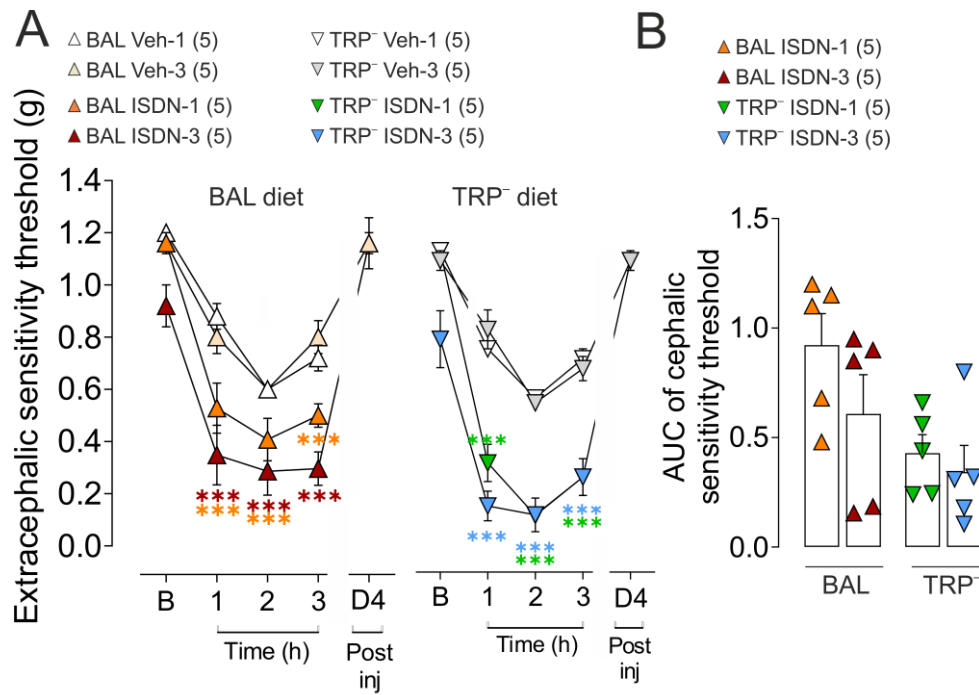 A
BAL Veh-1 (5)
BAL Veh-3 (5)
BAL ISDN-1 (5)
BAL ISDN-3 (5)
TRP⁻ Veh-1 (5)
TRP⁻ Veh-3 (5)
TRP⁻ ISDN-1 (5)
TRP⁻ ISDN-3 (5)
Extracephalic sensitivity threshold (g)
1.4
1.2
1.0
0.8
0.6
0.4
0.2
0.0
BAL diet
TRP⁻ diet
***
***
***
***
***
***
***
***
***
***
***
B 1 2 3 D4
Time (h)
Post
inj
B 1 2 3 D4
Time (h)
Post
inj
B
BAL ISDN-1 (5)
BAL ISDN-3 (5)
TRP⁻ ISDN-1 (5)
TRP⁻ ISDN-3 (5)
AUC of cephalic
sensitivity threshold
1.5
1.0
0.5
0.0
BAL
TRP⁻